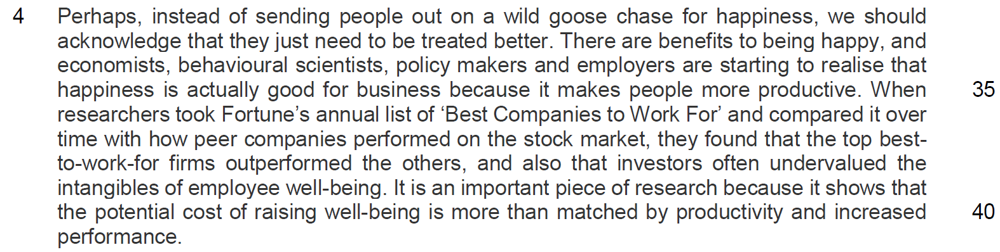 4 Perhaps, instead of sending people out on a wild goose chase for happiness, we should
acknowledge that they just need to be treated better. There are benefits to being happy, and
economists, behavioural scientists, policy makers and employers are starting to realise that
happiness is actually good for business because it makes people more productive. When 35
researchers took Fortune’s annual list of ‘Best Companies to Work For’ and compared it over
time with how peer companies performed on the stock market, they found that the top best-
to-work-for firms outperformed the others, and also that investors often undervalued the
intangibles of employee well-being. It is an important piece of research because it shows that
the potential cost of raising well-being is more than matched by productivity and increased 40
performance.